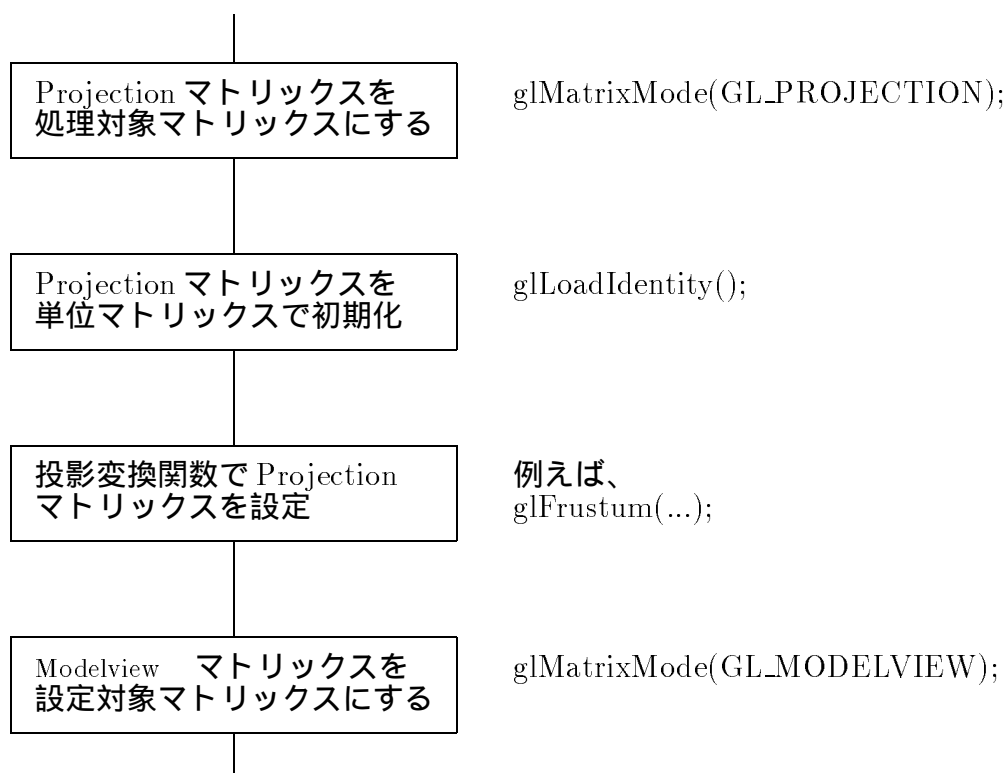 Projection マトリックスを
処理対象マトリックスにする
glMatrixMode(GL_PROJECTION);
Projection マトリックスを
単位マトリックスで初期化
glLoadIdentity();
投影変換関数で Projection
マトリックスを設定
例えば、
glFrustum(...);
Modelview マトリックスを
設定対象マトリックスにする
glMatrixMode(GL_MODELVIEW);